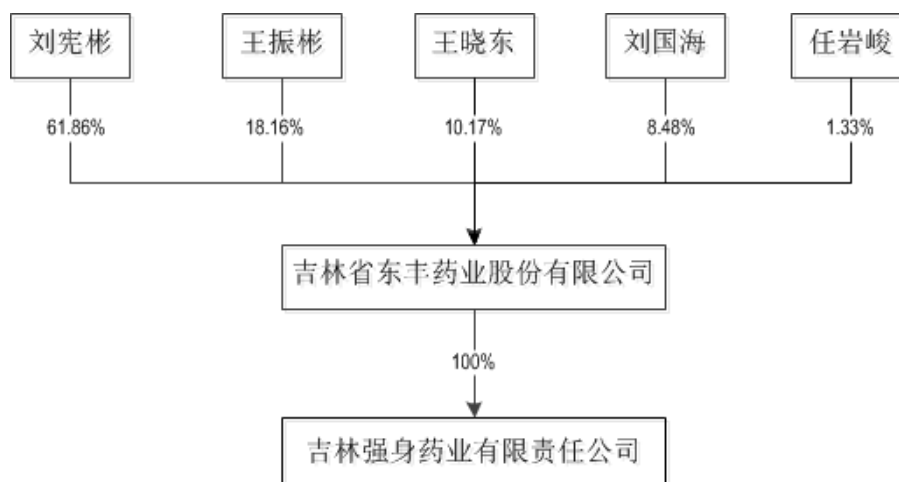 刘宪彬 王振彬 王晓东 刘国海 任岩峻
61.86% 18.16% 10.17% 8.48% 1.33%
吉林省东丰药业股份有限公司
100%
吉林强身药业有限责任公司